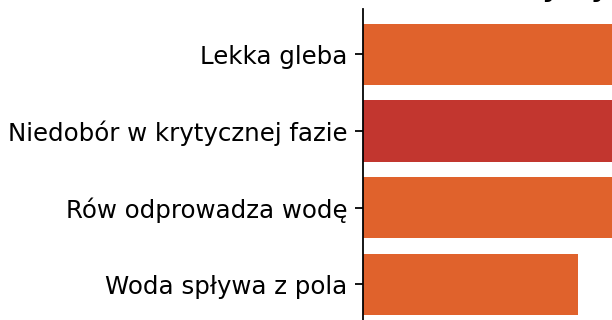 Lekka gleba
Niedobór w krytycznej fazie
Rów odprowadza wodę
Woda spływa z pola